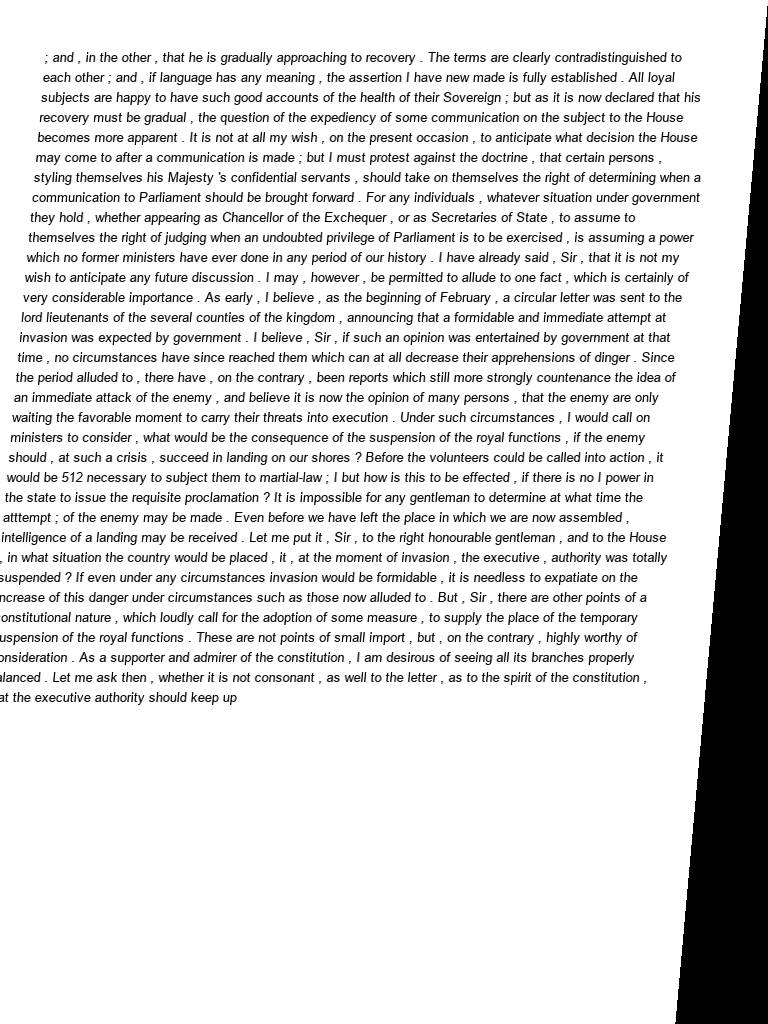 ; and , in the other , that he is gradually approaching to recovery . The terms are clearly contradistinguished to
each other ; and , if language has any meaning , the assertion I have new made is fully established . All loyal
subjects are happy to have such good accounts of the health of their Sovereign ; but as it is now declared that his
recovery must be gradual , the question of the expediency of some communication on the subject to the House
becomes more apparent . It is not at all my wish , on the present occasion , to anticipate what decision the House
may come to after a communication is made ; but I must protest against the doctrine , that certain persons ,
styling themselves his Majesty 's confidential servants , should take on themselves the right of determining when a
communication to Parliament should be brought forward . For any individuals , whatever situation under government
they hold , whether appearing as Chancellor of the Exchequer , or as Secretaries of State , to assume to
themselves the right of judging when an undoubted privilege of Parliament is to be exercised , is assuming a power
which no former ministers have ever done in any period of our history . I have already said , Sir , that it is not my
wish to anticipate any future discussion . I may , however , be permitted to allude to one fact , which is certainly of
very considerable importance . As early , I believe , as the beginning of February , a circular letter was sent to the
lord lieutenants of the several counties of the kingdom , announcing that a formidable and immediate attempt at
invasion was expected by government . I believe , Sir , if such an opinion was entertained by government at that
time , no circumstances have since reached them which can at all decrease their apprehensions of dinger . Since
the period alluded to , there have , on the contrary , been reports which still more strongly countenance the idea of
an immediate attack of the enemy , and believe it is now the opinion of many persons , that the enemy are only
waiting the favorable moment to carry their threats into execution . Under such circumstances , I would call on
ministers to consider , what would be the consequence of the suspension of the royal functions , if the enemy
should , at such a crisis , succeed in landing on our shores ? Before the volunteers could be called into action , it
would be 512 necessary to subject them to martial-law ; I but how is this to be effected , if there is no I power in
the state to issue the requisite proclamation ? It is impossible for any gentleman to determine at what time the
atttempt ; of the enemy may be made . Even before we have left the place in which we are now assembled ,
intelligence of a landing may be received . Let me put it , Sir , to the right honourable gentleman , and to the House
, in what situation the country would be placed , it , at the moment of invasion , the executive , authority was totally
suspended ? If even under any circumstances invasion would be formidable , it is needless to expatiate on the
ncrease of this danger under circumstances such as those now alluded to . But , Sir , there are other points of a
onstitutional nature , which loudly call for the adoption of some measure , to supply the place of the temporary
uspension of the royal functions . These are not points of small import , but , on the contrary , highly worthy of
onsideration . As a supporter and admirer of the constitution , I am desirous of seeing all its branches properly
alanced . Let me ask then , whether it is not consonant , as well to the letter , as to the spirit of the constitution ,
at the executive authority should keep up